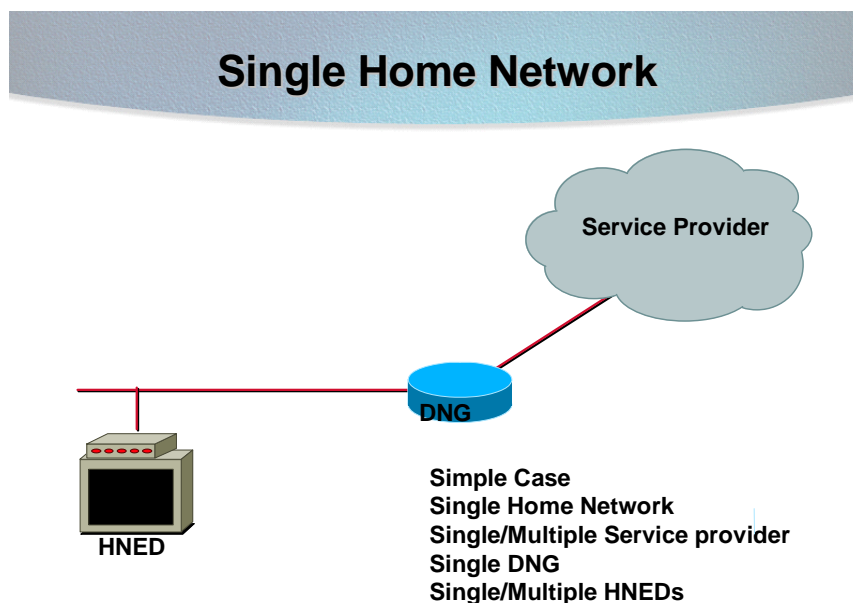 Single Home Network
Service Provider
DNG
HNED
Simple Case
Single Home Network
Single/Multiple Service provider
Single DNG
Single/Multiple HNEDs